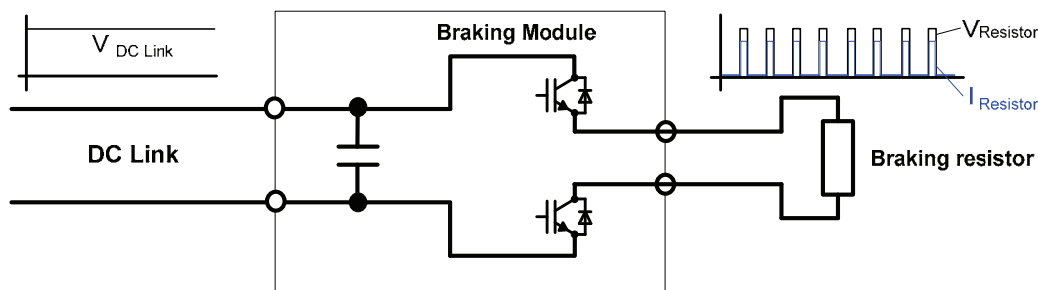 V DC Link
Braking Module
V Resistor
I Resistor
DC Link
Braking resistor